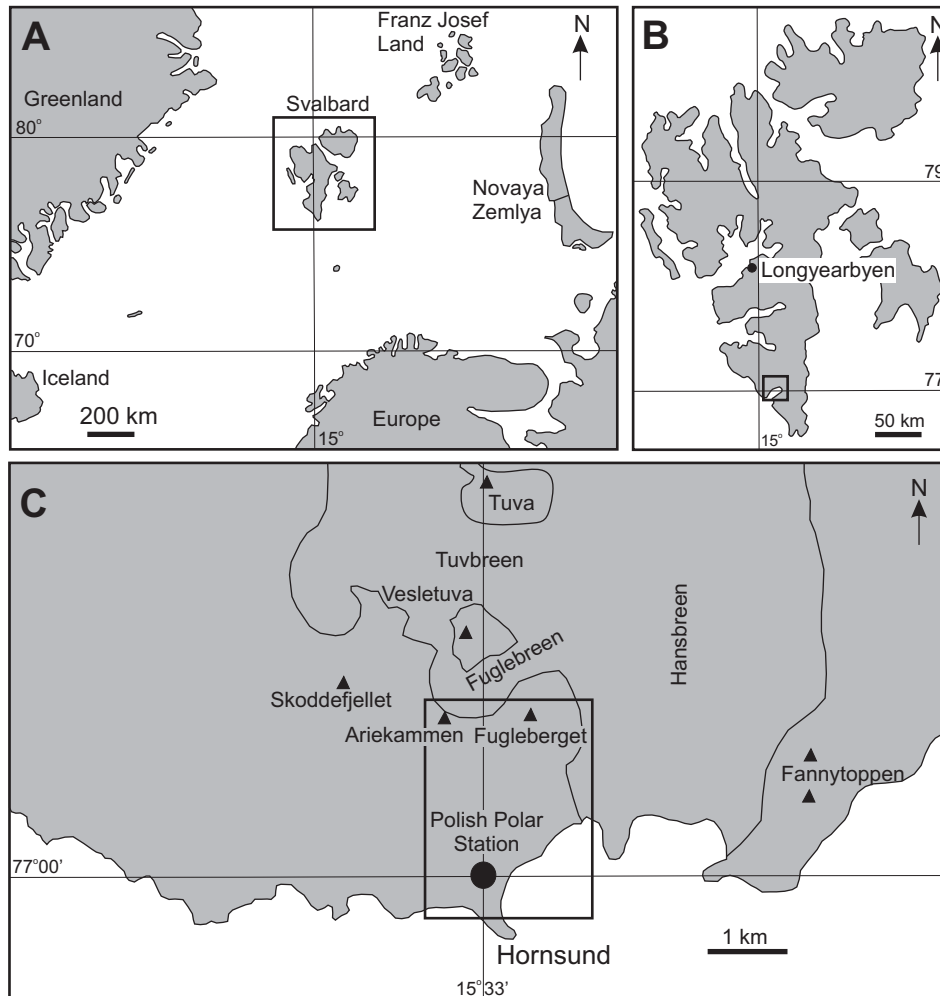 A
Franz Josef
Land
N
Greenland
Svalbard
80°
Novaya
Zemlya
70°
Iceland
200 km
Europe
15°
B
N
79
Longyearbyen
77
15°
50 km
C
N
Tuva
Tuvbreen
Vesletuva
Fuglebreen
Hansbreen
Skoddefjellet
Ariekammen
Fugleberget
Fannytoppen
Polish Polar
Station
77°00'
1 km
Hornsund
15°33'